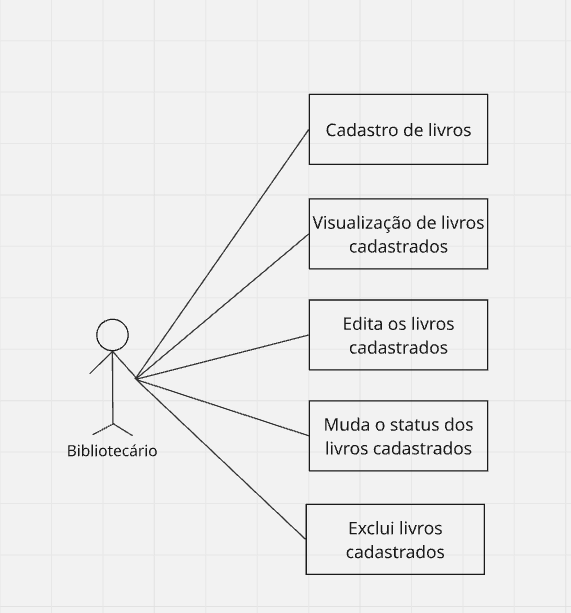 Cadastro de livros
Visualização de livros
cadastrados
Edita os livros
cadastrados
Muda o status dos
livros cadastrados
Bibliotecário
Exclui livros
cadastrados